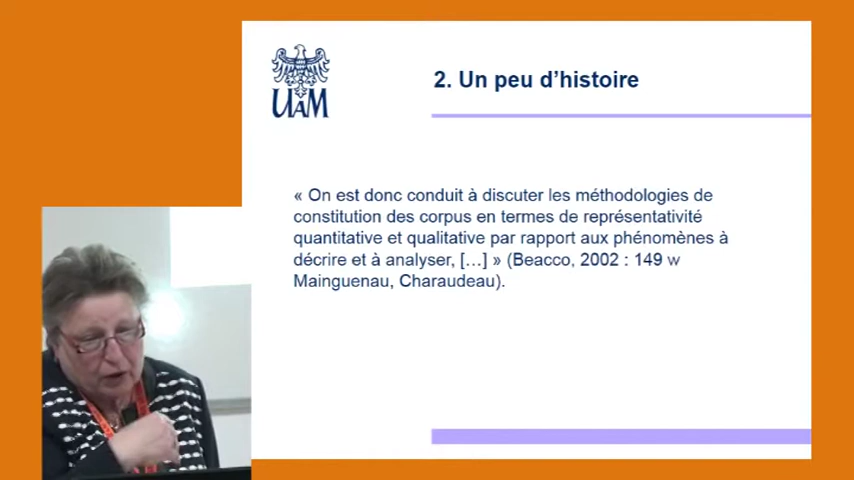 UAM
2. Un peu d’histoire
« On est donc conduit à discuter les méthodologies de
constitution des corpus en termes de représentativité
quantitative et qualitative par rapport aux phénomènes à
décrire et à analyser, […] » (Beacco, 2002 : 149 w
Mainguenau, Charaudeau).